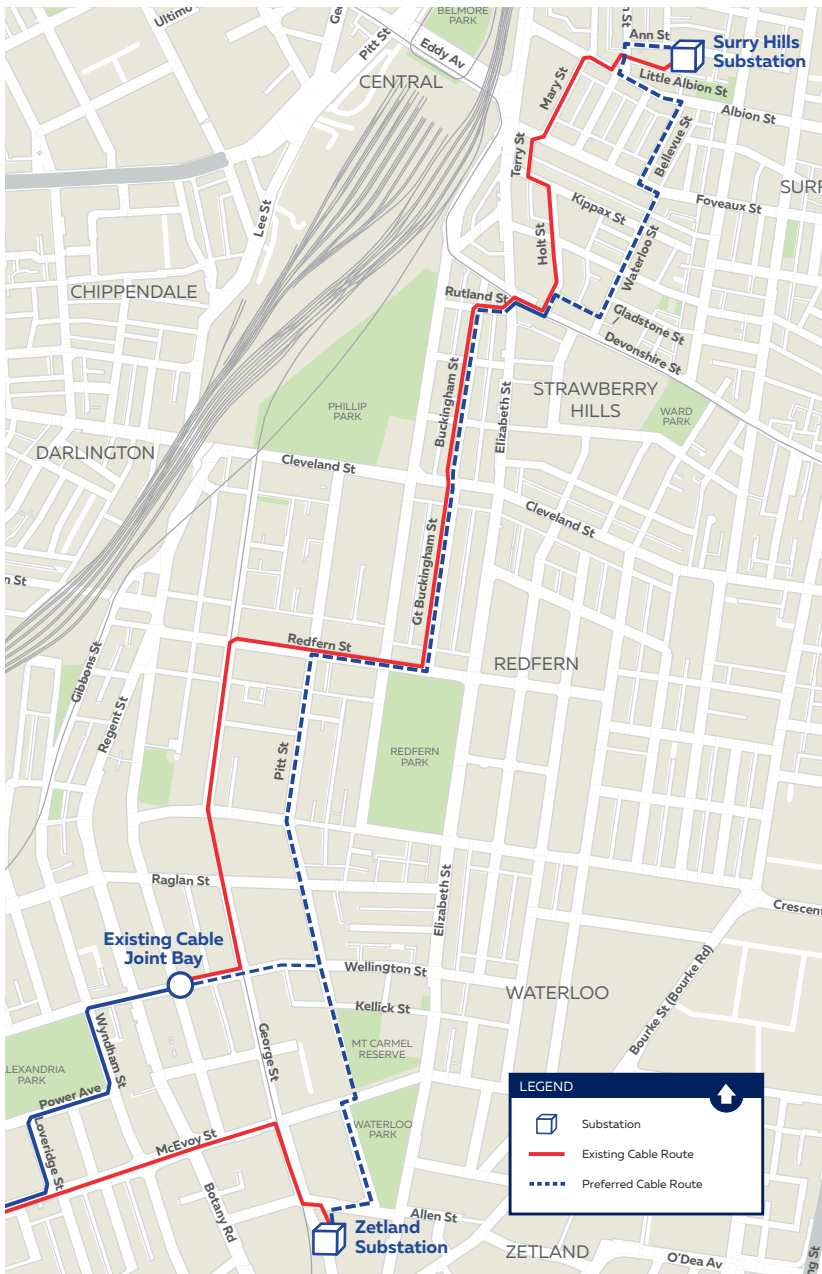 Ultimo
BELMORE
PARK
Pitt St
Eddy Av
CENTRAL
Ann St
Surry Hills
Substation
Little Albion St
Albion St
Mary St
Terry St
Bellevue St
Lee St
Kippax St
Foveaux St
SURF
Holt St
Waterloo St
CHIPPENDALE
Rutland St
Gladstone St
Devonshire St
STRAWBERRY
HILLS
PHILLIP
PARK
Buckingham St
Elizabeth St
WARD
PARK
DARLINGTON
Cleveland St
Cleveland St
Gt Buckingham St
n St
Redfern St
REDFERN
Gibbons St
Regent St
Pitt St
REDFERN
PARK
Raglan St
Elizabeth St
Crescent
Existing Cable
Joint Bay
Wellington St
WATERLOO
Kellick St
Bourke St (Bourke Rd)
Wyndham St
George St
MT CARMEL
RESERVE
LEXANDRIA
PARK
Power Ave
LEGEND
Substation
Existing Cable Route
Preferred Cable Route
Loveridge St
McEvoy St
WATERLOO
PARK
Botany Rd
Allen St
Zetland
Substation
ZETLAND
O'Dea Av